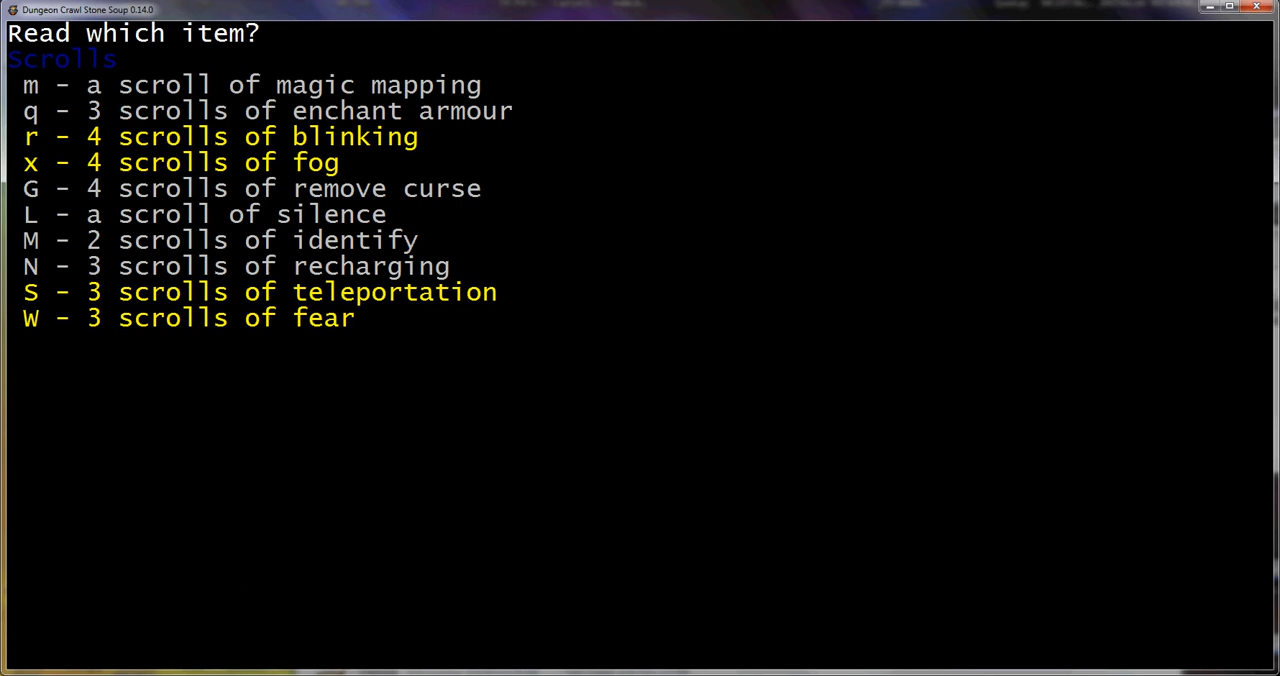 Dungeon Crawl Stone Soup 0.14.0
Read which item?
Scrolls
m - a scroll of magic mapping
q - 3 scrolls of enchant armour
r - 4 scrolls of blinking
x - 4 scrolls of fog
G - 4 scrolls of remove curse
L - a scroll of silence
M - 2 scrolls of identify
N - 3 scrolls of recharging
S - 3 scrolls of teleportation
W - 3 scrolls of fear